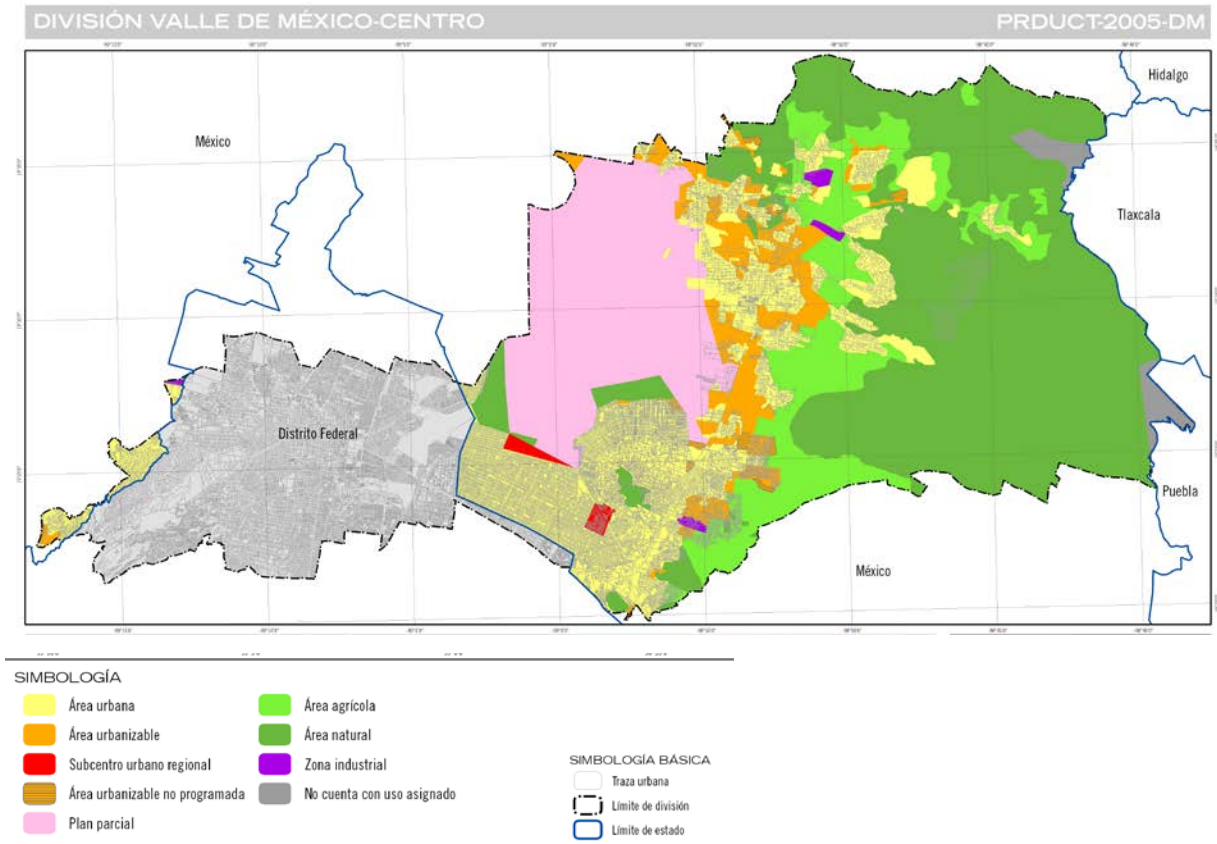 DIVISIÓN VALLE DE MÉXICO-CENTRO
PRDUCT-2005-DM
Hidalgo
México
Tlaxcala
Distrito Federal
Puebla
México
SIMBOLOGÍA
Área urbana
Área urbanizable
Subcentro urbano regional
Área urbanizable no programada
Plan parcial
Área agrícola
Área natural
Zona industrial
No cuenta con uso asignado
SIMBOLOGÍA BÁSICA
Traza urbana
Límite de división
Límite de estado